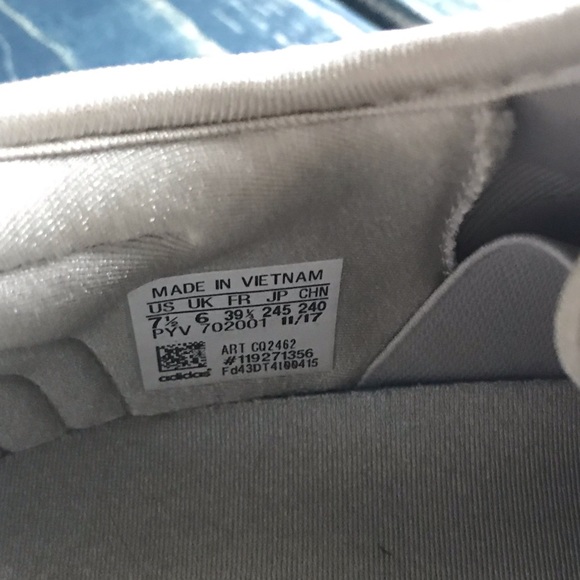 MADE IN VIETNAM
US UK FR JP CHN
7½ 6 39⅓ 245 240
PYV 702001 11/17
ART CQ2462
#119271356
Fd43DT4100415
adidas